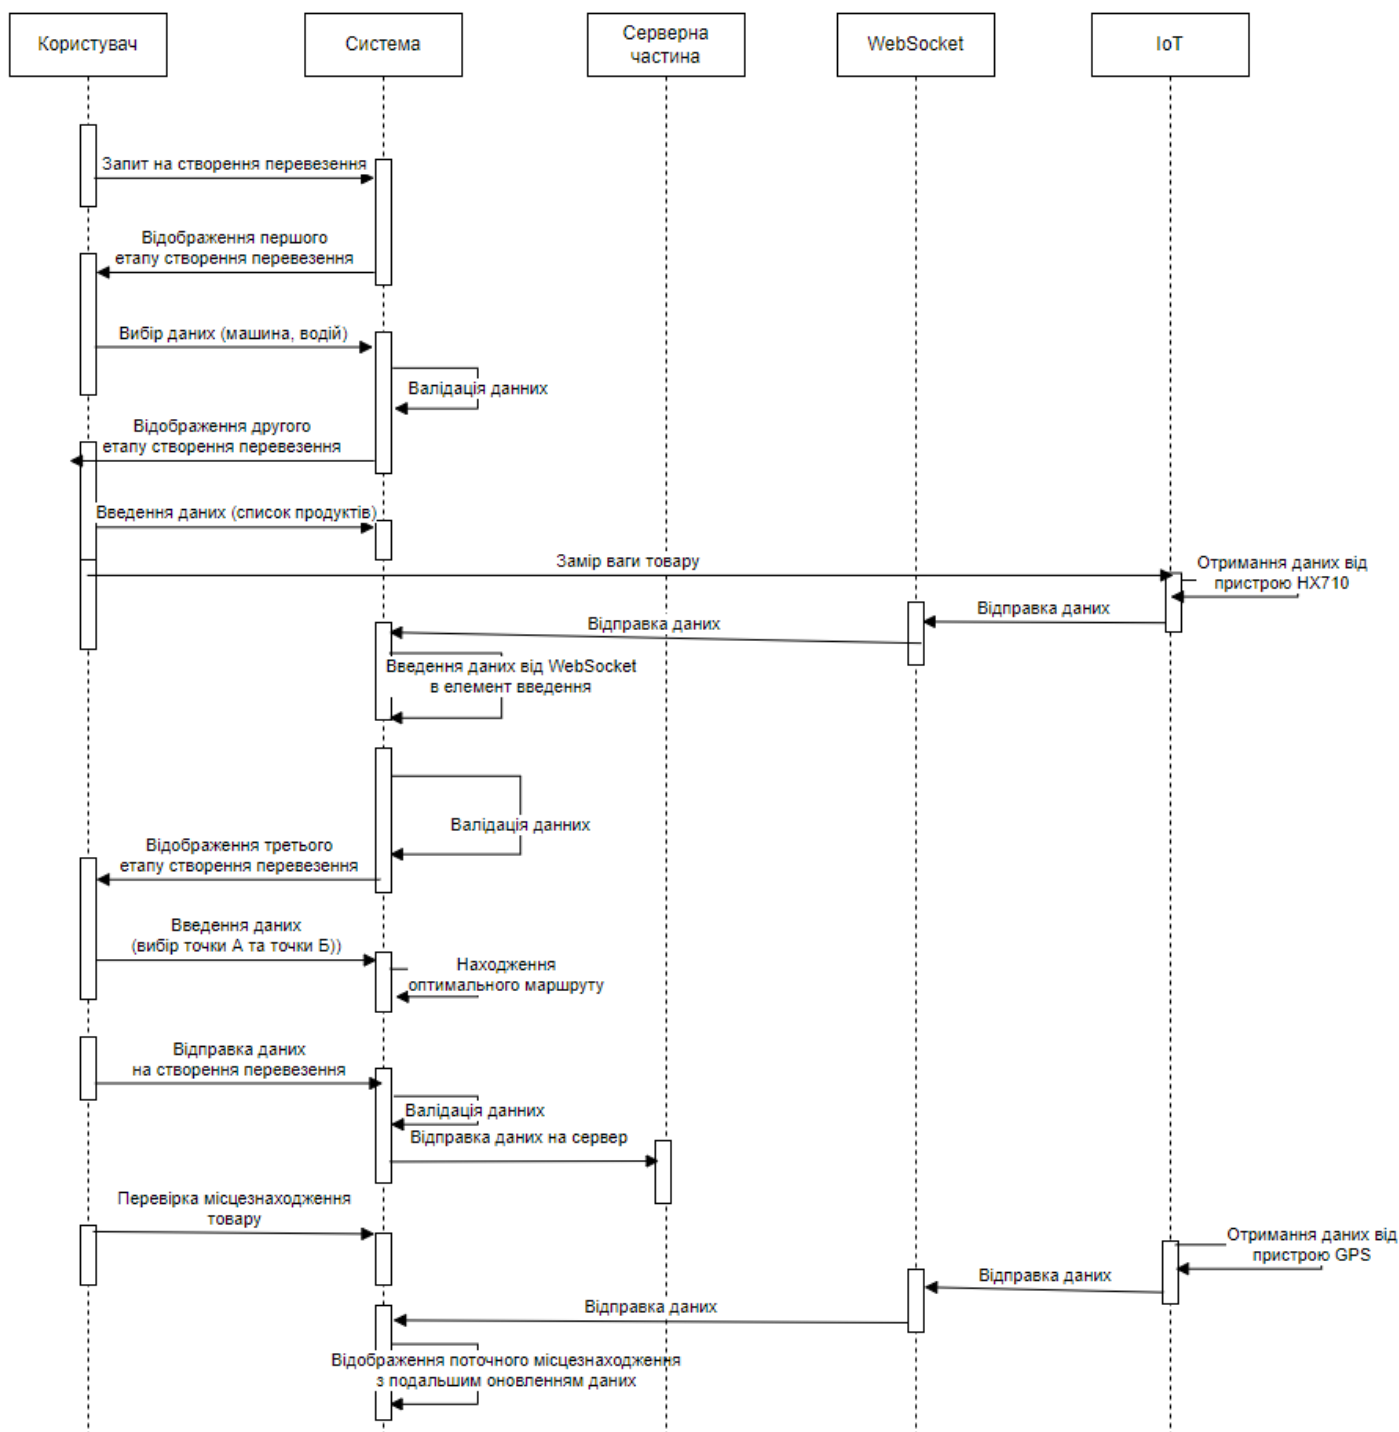 Користувач
Система
Серверна
частина
WebSocket
IoT
Запит на створення перевезення
Відображення першого
етапу створення перевезення
Вибір даних (машина, водій)
Валідація данних
Відображення другого
етапу створення перевезення
Введення даних (список продуктів)
Замір ваги товару
Отримання даних від
пристрою HX710
Відправка даних
Відправка даних
Введення даних від WebSocket
в елемент введення
Валідація данних
Відображення третього
етапу створення перевезення
Введення даних
(вибір точки А та точки Б))
Находження
оптимального маршруту
Відправка даних
на створення перевезення
Валідація данних
Відправка даних на сервер
Перевірка місцезнаходження
товару
Отримання даних від
пристрою GPS
Відправка даних
Відправка даних
Відображення поточного місцезнаходження
з подальшим оновленням даних